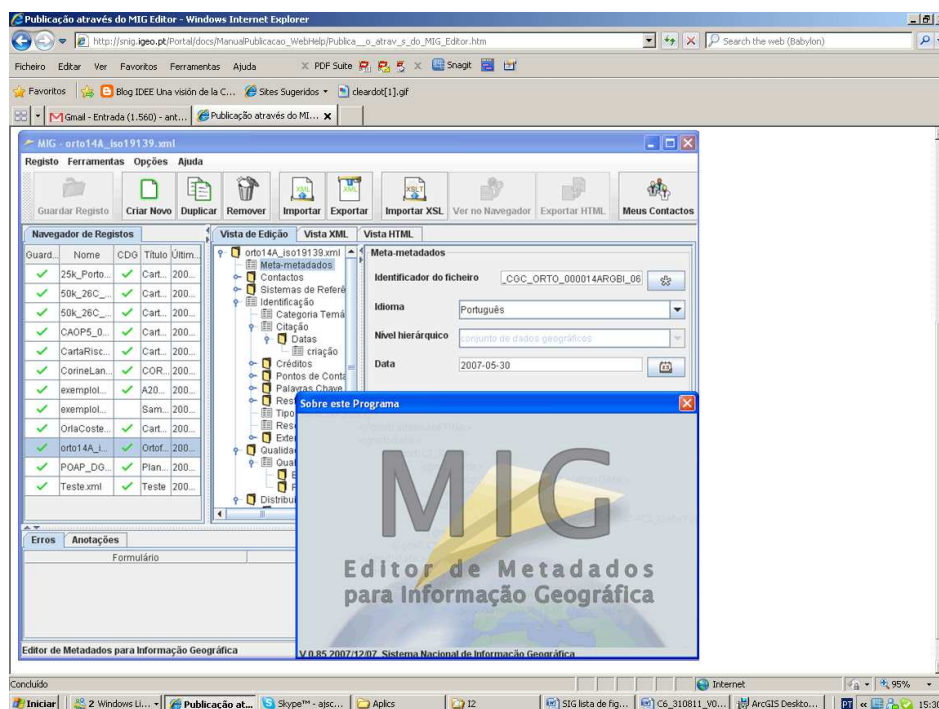 Publicação através do MIG Editor - Windows Internet Explorer
http://snig.igeo.pt/Portal/docs/ManualPublicacao_WebHelp/Publica__o_atrav_s_do_MIG_Editor.htm
Search the web (Babylon)
Ficheiro Editar Ver Favoritos Ferramentas Ajuda
PDF Suite
Snagit
Favoritos
Blog IDEE Una visión de la C...
Sites Sugeridos
cleardot[1].gif
Gmail - Entrada (1.560) - ant...
Publicação através do MI...
MIG - orto14A_iso19139.xml
Registo Ferramentas Opções Ajuda
Guardar Registo Criar Novo Duplicar Remover Importar Exportar Importar XSL Ver no Navegador Exportar HTML Meus Contactos
Navegador de Registos
Guard... Nome CDG Título Últim...
25k_Porto... Cart... 200...
50k_26C_... Cart... 200...
50k_26C_... Cart... 200...
CAOP5_0... Cart... 200...
CartaRisc... Cart... 200...
CorineLan... COR... 200...
exemplol... A20... 200...
exemplol... Sam... 200...
OrlaCoste... Cart... 200...
orto14A_i... Ortof... 200...
POAP_DG... Plan... 200...
Teste.xml Teste 200...
Vista de Edição Vista XML Vista HTML
orto14A_iso19139.xml
Meta-metadados
Contactos
Sistemas de Referê
Identificação
Categoria Temá
Citação
Datas
criação
Créditos
Pontos de Conta
Palavras Chave
Res
Tipo
Res
Exte
Qualida
Qual
Distribui
Meta-metadados
Identificador do ficheiro _CGC_ORTO_000014ARGBI_06
Idioma Português
Nível hierárquico conjunto de dados geográficos
Data 2007-05-30
Sobre este Programa
MIG
Editor de Metadados
para Informação Geográfica
V 0.85 2007/12/07 Sistema Nacional de Informação Geográfica
Erros Anotações
Formulário
Editor de Metadados para Informação Geográfica
Concluído
Internet
95%
Iniciar
2 Windows Li...
Publicação at...
Skype™ - ajsc...
Aplics
12
SIG lista de fig...
C6_310811_V0...
ArcGIS Deskto...
PT
15:30